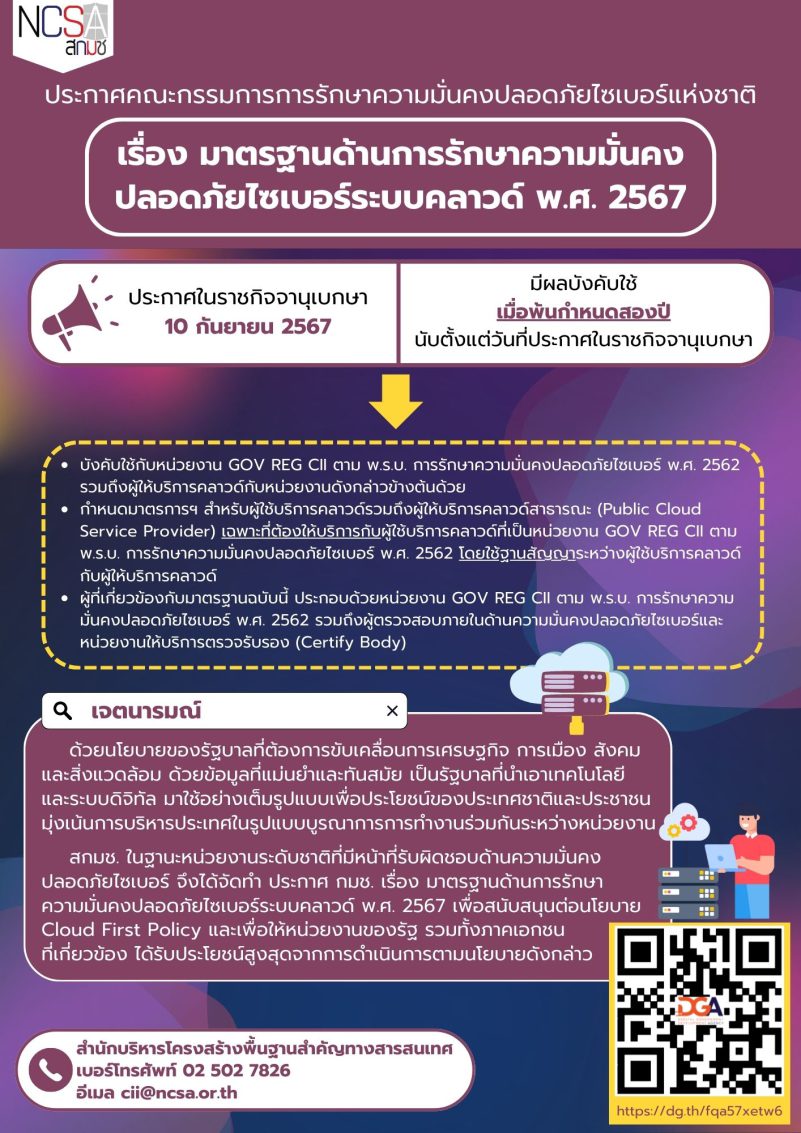 NCSA
สกมช
ประกาศคณะกรรมการการรักษาความมั่นคงปลอดภัยไซเบอร์แห่งชาติ
เรื่อง มาตรฐานด้านการรักษาความมั่นคง
ปลอดภัยไซเบอร์ระบบคลาวด์ พ.ศ. 2567
ประกาศในราชกิจจานุเบกษา
10 กันยายน 2567
มีผลบังคับใช้
เมื่อพ้นกำหนดสองปี
นับตั้งแต่วันที่ประกาศในราชกิจจานุเบกษา
• บังคับใช้กับหน่วยงาน GOV REG CII ตาม พ.ร.บ. การรักษาความมั่นคงปลอดภัยไซเบอร์ พ.ศ. 2562
รวมถึงผู้ให้บริการคลาวด์กับหน่วยงานดังกล่าวข้างต้นด้วย
• กำหนดมาตรการฯ สำหรับผู้ใช้บริการคลาวด์รวมถึงผู้ให้บริการคลาวด์สาธารณะ (Public Cloud
Service Provider) เฉพาะที่ต้องให้บริการกับผู้ใช้บริการคลาวด์ที่เป็นหน่วยงาน GOV REG CII ตาม
พ.ร.บ. การรักษาความมั่นคงปลอดภัยไซเบอร์ พ.ศ. 2562 โดยใช้ฐานสัญญาระหว่างผู้ใช้บริการคลาวด์
กับผู้ให้บริการคลาวด์
• ผู้ที่เกี่ยวข้องกับมาตรฐานฉบับนี้ ประกอบด้วยหน่วยงาน GOV REG CII ตาม พ.ร.บ. การรักษาความ
มั่นคงปลอดภัยไซเบอร์ พ.ศ. 2562 รวมถึงผู้ตรวจสอบภายในด้านความมั่นคงปลอดภัยไซเบอร์และ
หน่วยงานให้บริการตรวจรับรอง (Certify Body)
เจตนารมณ์
ด้วยนโยบายของรัฐบาลที่ต้องการขับเคลื่อนการเศรษฐกิจ การเมือง สังคม
และสิ่งแวดล้อม ด้วยข้อมูลที่แม่นยำและทันสมัย เป็นรัฐบาลที่นำเอาเทคโนโลยี
และระบบดิจิทัล มาใช้อย่างเต็มรูปแบบเพื่อประโยชน์ของประเทศชาติและประชาชน
มุ่งเน้นการบริหารประเทศในรูปแบบบูรณาการการทำงานร่วมกันระหว่างหน่วยงาน
สกมช. ในฐานะหน่วยงานระดับชาติที่มีหน้าที่รับผิดชอบด้านความมั่นคง
ปลอดภัยไซเบอร์ จึงได้จัดทำ ประกาศ กมช. เรื่อง มาตรฐานด้านการรักษา
ความมั่นคงปลอดภัยไซเบอร์ระบบคลาวด์ พ.ศ. 2567 เพื่อสนับสนุนต่อนโยบาย
Cloud First Policy และเพื่อให้หน่วยงานของรัฐ รวมทั้งภาคเอกชน
ที่เกี่ยวข้อง ได้รับประโยชน์สูงสุดจากการดำเนินการตามนโยบายดังกล่าว
DGA
สำนักบริหารโครงสร้างพื้นฐานสำคัญทางสารสนเทศ
เบอร์โทรศัพท์ 02 502 7826
อีเมล cii@ncsa.or.th
https://dg.th/fqa57xetw6